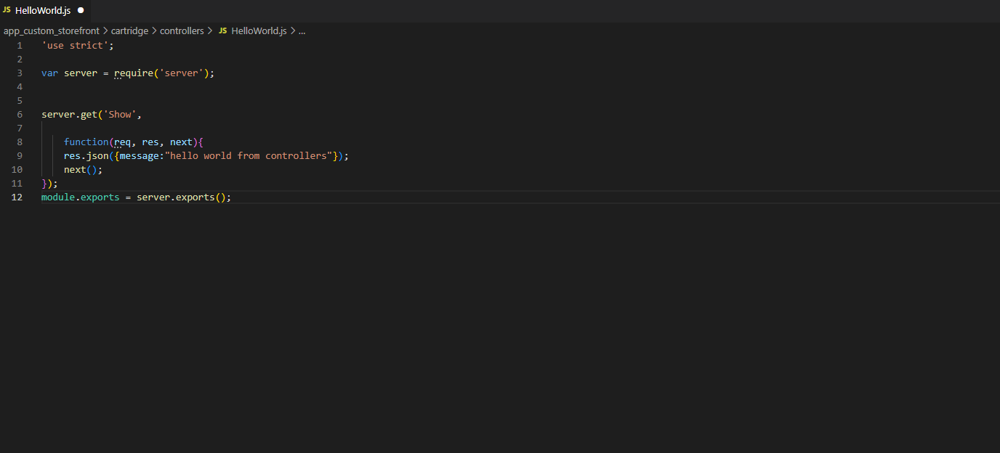 JS HelloWorld.js
app_custom_storefront > cartridge > controllers > JS HelloWorld.js > ...
1 'use strict';
2
3 var server = require('server');
4
5
6 server.get('Show',
7
8 function(req, res, next){
9 res.json({message:"hello world from controllers"});
10 next();
11 });
12 module.exports = server.exports();